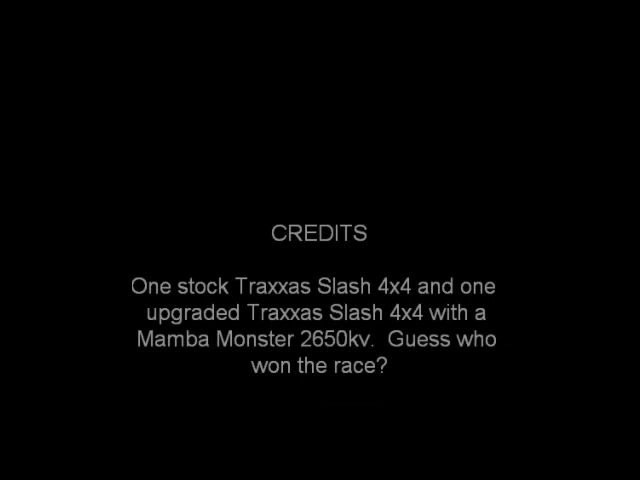 CREDITS
One stock Traxxas Slash 4x4 and one
upgraded Traxxas Slash 4x4 with a
Mamba Monster 2650kv.  Guess who
won the race?